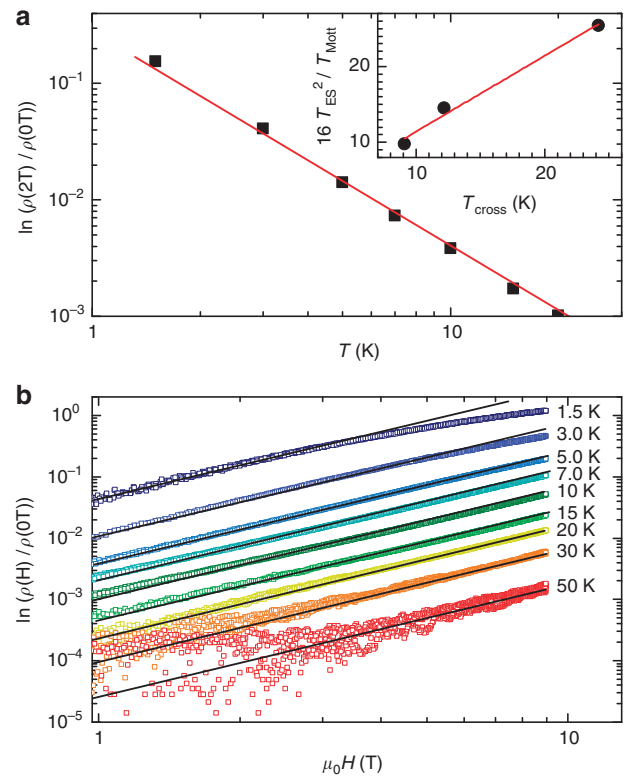 a
ln (ρ(2T) / ρ(0T))
10⁻¹
10⁻²
10⁻³
1
10
T (K)
16 T_ES² / T_Mott
20
10
10
20
T_cross (K)
b
ln (ρ(H) / ρ(0T))
10⁰
10⁻¹
10⁻²
10⁻³
10⁻⁴
10⁻⁵
1.5 K
3.0 K
5.0 K
7.0 K
10 K
15 K
20 K
30 K
50 K
1
10
μ₀H (T)